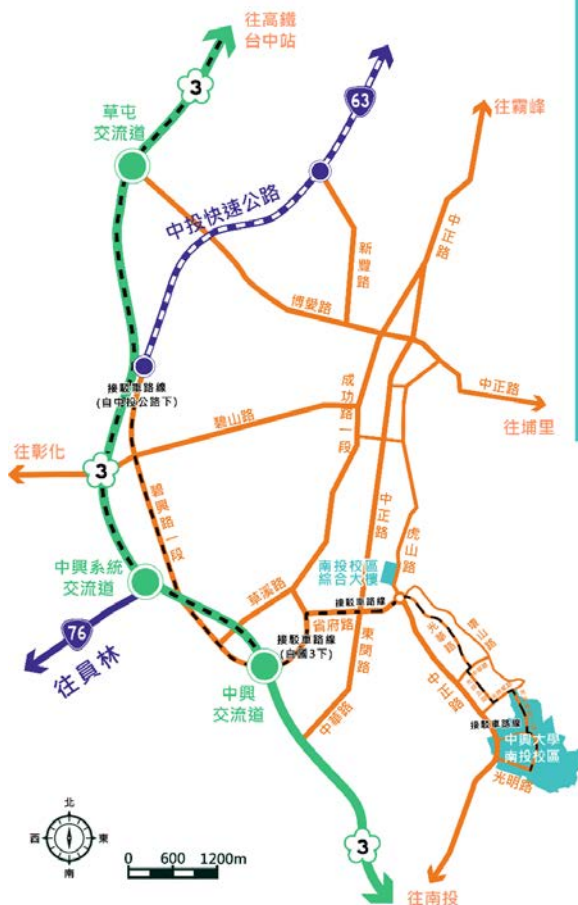 往高鐵
台中站
3
草屯
交流道
63
往霧峰
中正路
中投快速公路
新豐路
博愛路
中正路
往埔里
接駁車路線
(自中投公路下)
成功路一段
碧山路
往彰化
3
碧興路一段
中正路
虎山路
中興系統
交流道
南投校區
綜合大樓
草溪路
接駁車路線
省府路
76
往員林
接駁車路線
(自國3下)
東閔路
光華路
環山路
中興
交流道
中正路
中華路
接駁車路線
中興大學
南投校區
光明路
北
西
東
南
0 600 1200m
3
往南投